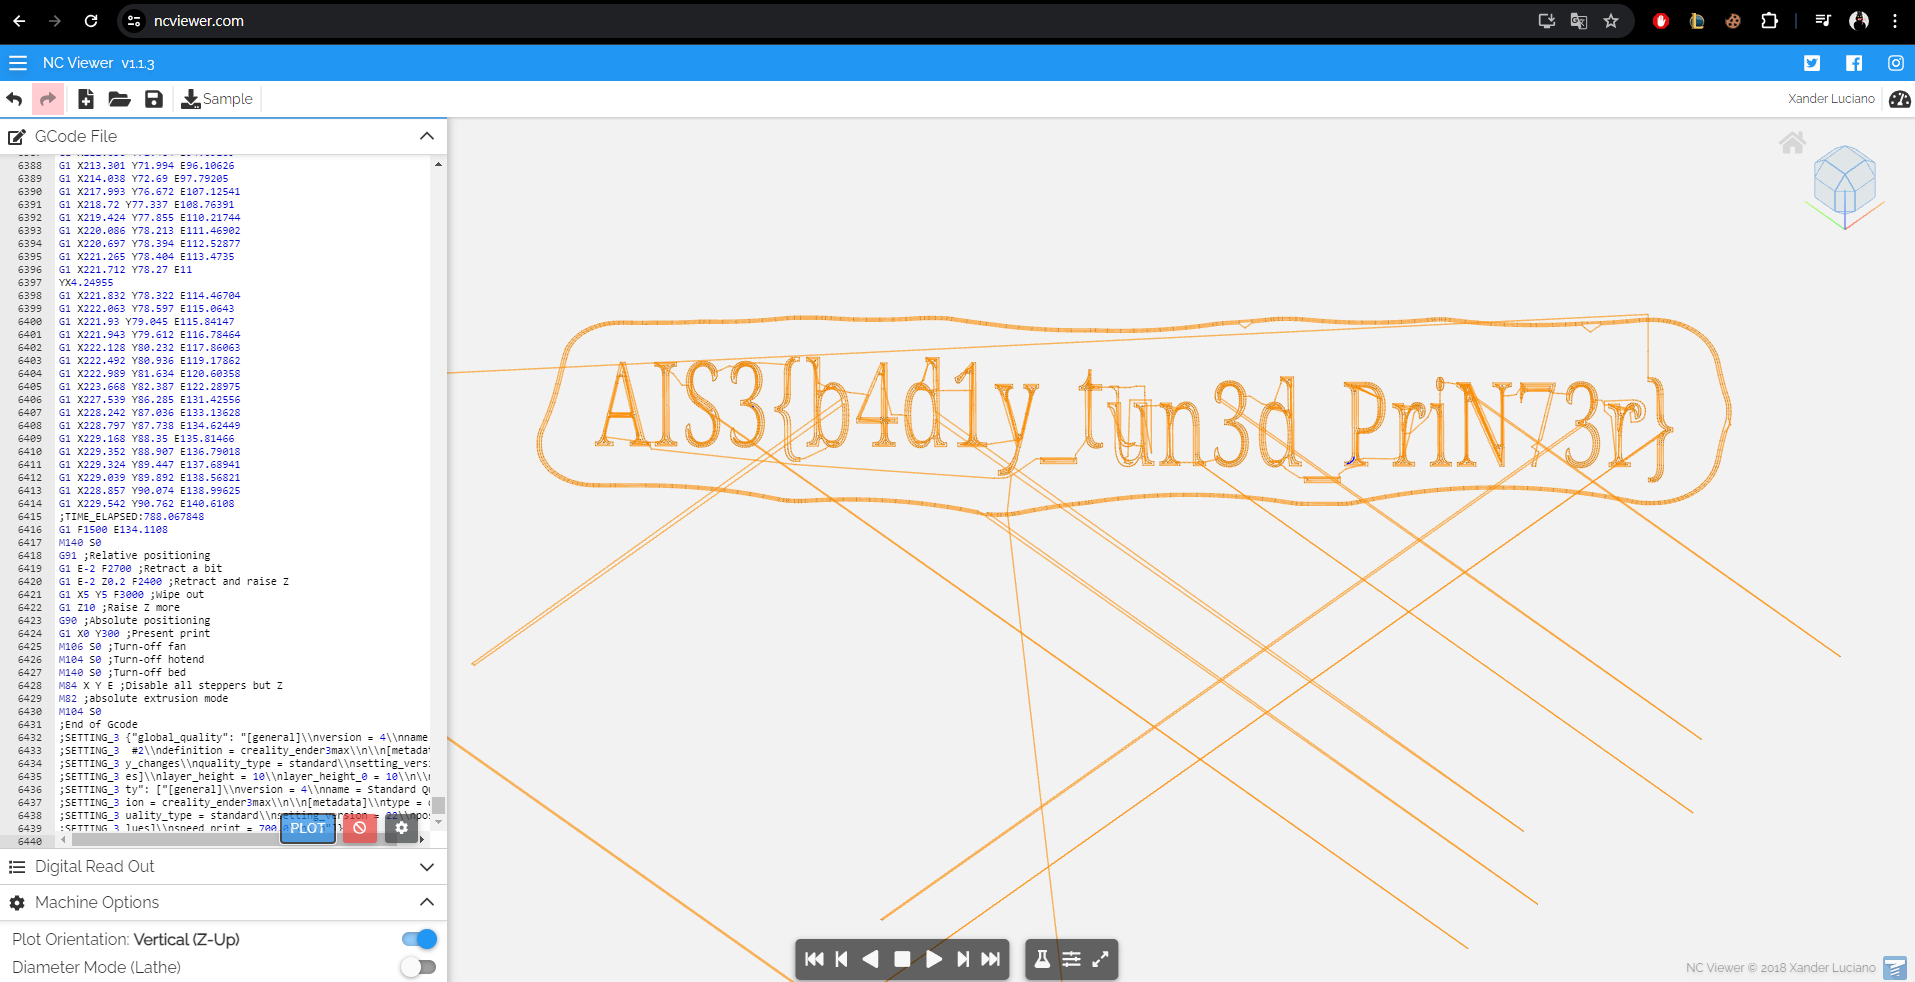 ncviewer.com
NC Viewer v1.1.3
Sample
Xander Luciano
GCode File
6388 G1 X213.301 Y71.994 E96.10626
6389 G1 X214.038 Y72.69 E97.79205
6390 G1 X217.993 Y76.672 E107.12541
6391 G1 X218.72 Y77.337 E108.76391
6392 G1 X219.424 Y77.855 E110.21744
6393 G1 X220.086 Y78.213 E111.46902
6394 G1 X220.697 Y78.394 E112.52877
6395 G1 X221.265 Y78.404 E113.4735
6396 G1 X221.712 Y78.27 E11
6397 YX4.24955
6398 G1 X221.832 Y78.322 E114.46704
6399 G1 X222.063 Y78.597 E115.0643
6400 G1 X221.93 Y79.045 E115.84147
6401 G1 X221.943 Y79.612 E116.78464
6402 G1 X222.128 Y80.232 E117.86063
6403 G1 X222.492 Y80.936 E119.17862
6404 G1 X222.989 Y81.634 E120.60358
6405 G1 X223.668 Y82.387 E122.28975
6406 G1 X227.539 Y86.285 E131.42556
6407 G1 X228.242 Y87.036 E133.13628
6408 G1 X228.797 Y87.738 E134.62449
6409 G1 X229.168 Y88.35 E135.81466
6410 G1 X229.352 Y88.907 E136.79018
6411 G1 X229.324 Y89.447 E137.68941
6412 G1 X229.039 Y89.892 E138.56821
6413 G1 X228.857 Y90.074 E138.99625
6414 G1 X229.542 Y90.762 E140.6108
6415 ;TIME_ELAPSED:788.067848
6416 G1 F1500 E134.1108
6417 M140 S0
6418 G91 ;Relative positioning
6419 G1 E-2 F2700 ;Retract a bit
6420 G1 E-2 Z0.2 F2400 ;Retract and raise Z
6421 G1 X5 Y5 F3000 ;Wipe out
6422 G1 Z10 ;Raise Z more
6423 G90 ;Absolute positioning
6424 G1 X0 Y300 ;Present print
6425 M106 S0 ;Turn-off fan
6426 M104 S0 ;Turn-off hotend
6427 M140 S0 ;Turn-off bed
6428 M84 X Y E ;Disable all steppers but Z
6429 M82 ;absolute extrusion mode
6430 M104 S0
6431 ;End of Gcode
6432 ;SETTING_3 {"global_quality": "[general]\\nversion = 4\\nname
6433 ;SETTING_3 #2\\ndefinition = creality_ender3max\\n\\n[metadat
6434 ;SETTING_3 y_changes\\nquality_type = standard\\nsetting_vers
6435 ;SETTING_3 es]\\nlayer_height = 10\\nlayer_height_0 = 10\\n\\
6436 ;SETTING_3 ty": ["[general]\\nversion = 4\\nname = Standard Q
6437 ;SETTING_3 ion = creality_ender3max\\n\\n[metadata]\\ntype =
6438 ;SETTING_3 uality_type = standard\\nsetting_version = 22\\npo
6439 ;SETTING_3 lues]\\nspeed_print = 700.
6440
PLOT
AIS3{b4d1y_tun3d_PriN73r}
Digital Read Out
Machine Options
Plot Orientation: Vertical (Z-Up)
Diameter Mode (Lathe)
NC Viewer © 2018 Xander Luciano